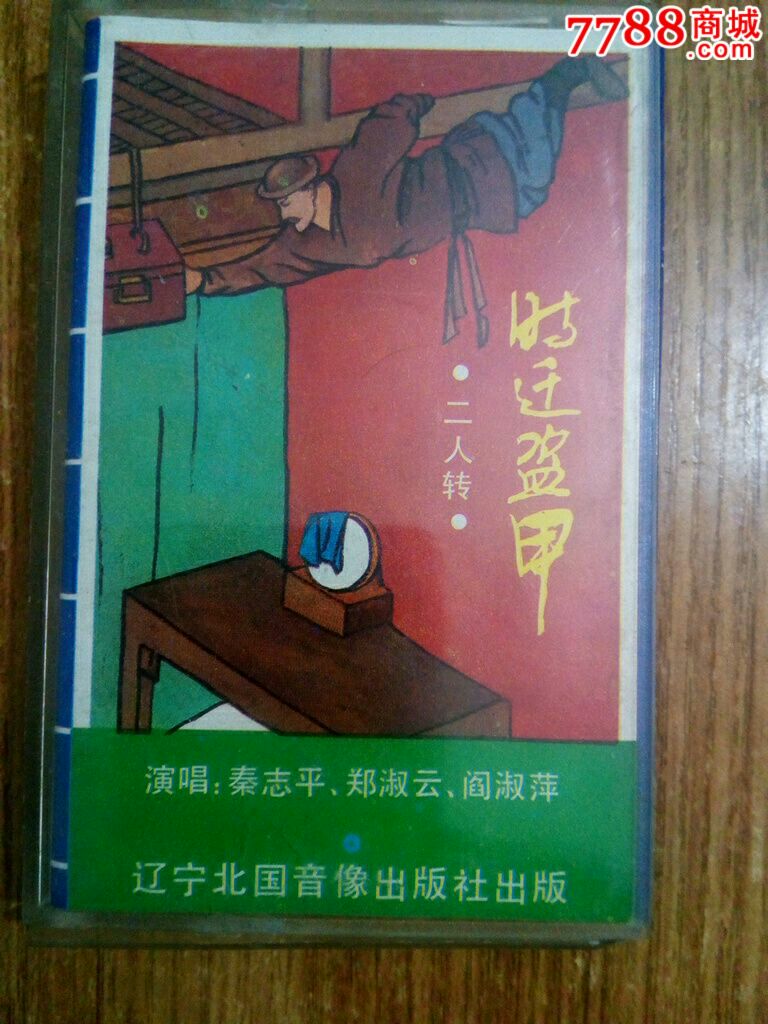 7788商城
.com
时迁盗甲
•二人转•
演唱:秦志平、郑淑云、阎淑萍
辽宁北国音像出版社出版